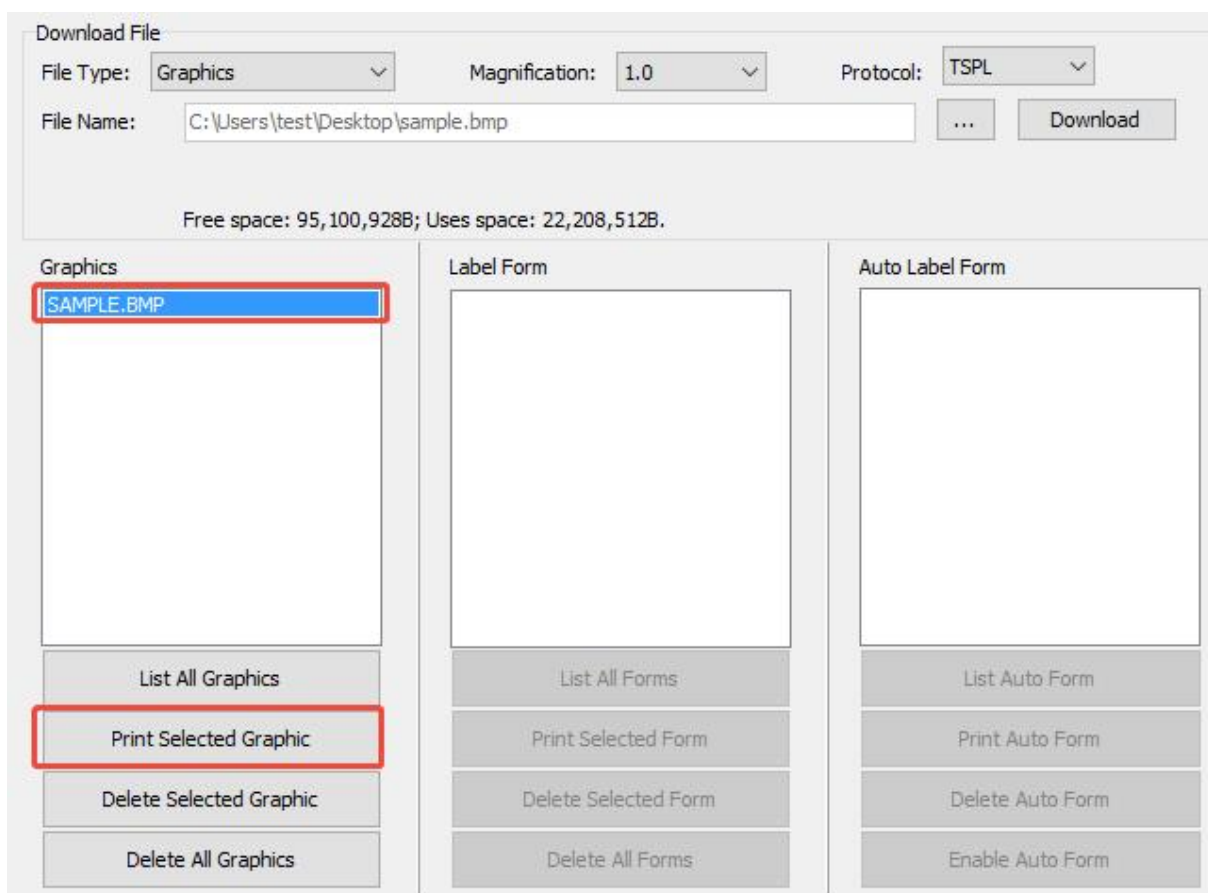 Download File
File Type: Graphics Magnification: 1.0 Protocol: TSPL
File Name: C:\Users\test\Desktop\sample.bmp ... Download
Free space: 95,100,928B; Uses space: 22,208,512B.
Graphics Label Form Auto Label Form
SAMPLE.BMP
List All Graphics List All Forms List Auto Form
Print Selected Graphic Print Selected Form Print Auto Form
Delete Selected Graphic Delete Selected Form Delete Auto Form
Delete All Graphics Delete All Forms Enable Auto Form